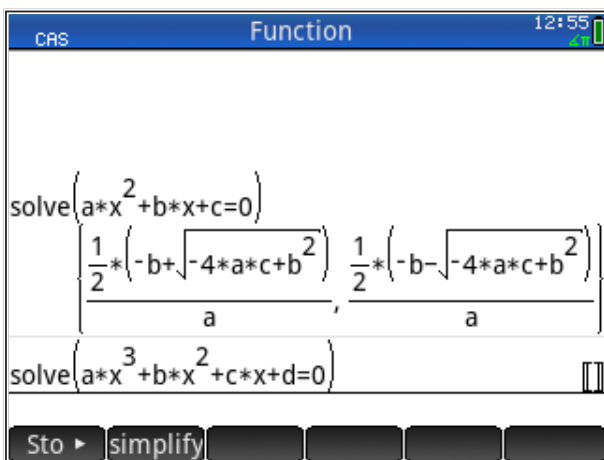 CAS Function 12:55
∡π
solve(a*x^2+b*x+c=0)
{(1/2*(-b+√(-4*a*c+b^2)))/a, (1/2*(-b-√(-4*a*c+b^2)))/a}
solve(a*x^3+b*x^2+c*x+d=0) []
Sto ▸ simplify